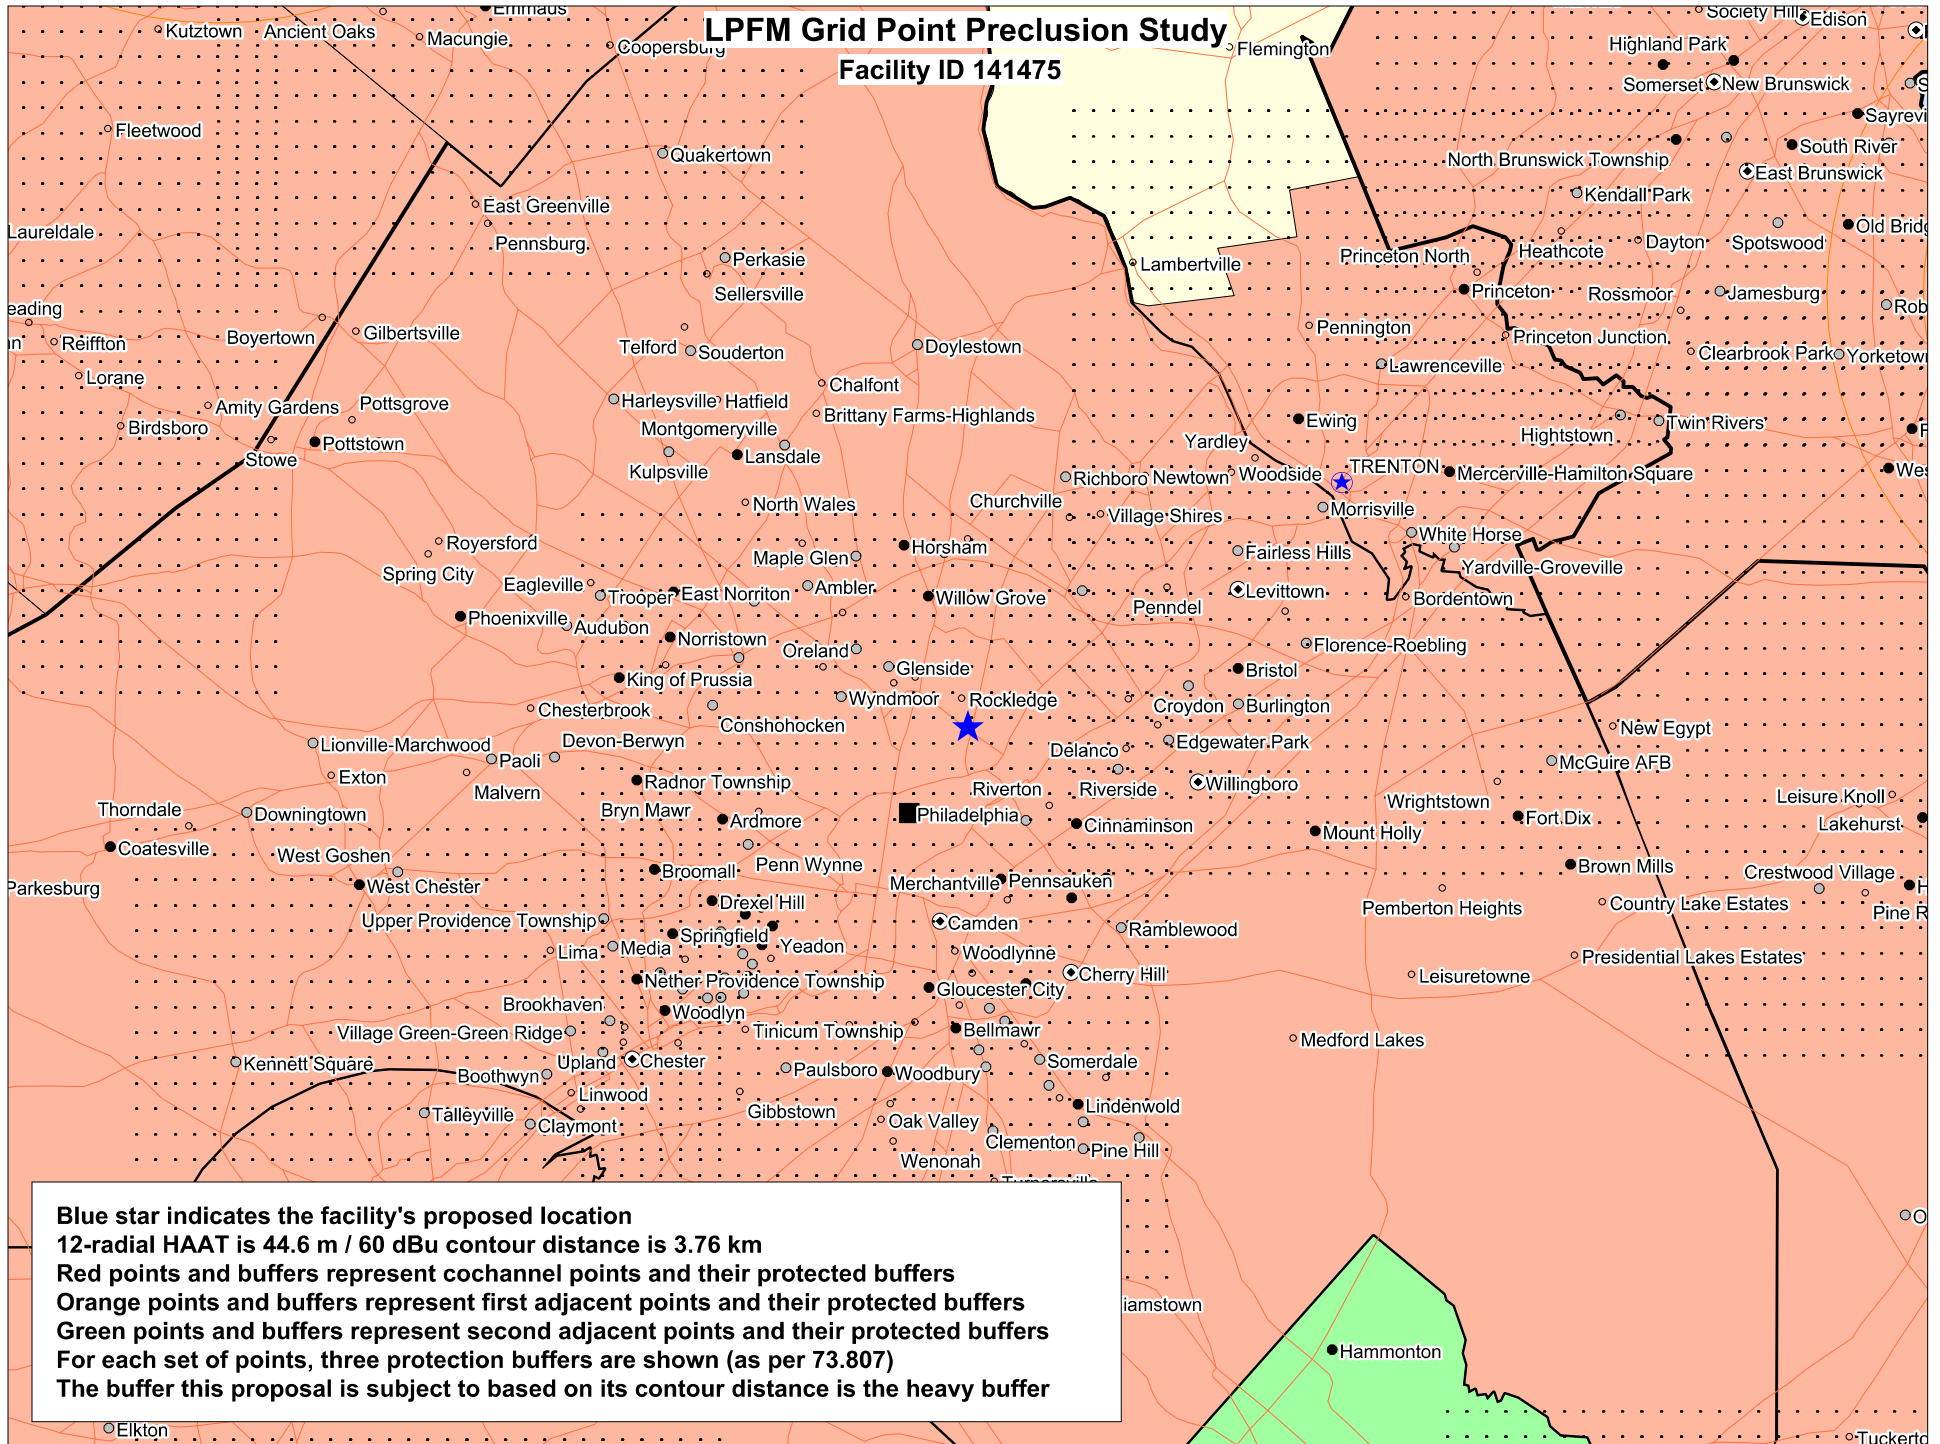 LPFM Grid Point Preclusion Study
Facility ID 141475
Emmaus
Kutztown
Ancient Oaks
Macungie
Coopersburg
Flemington
Society Hill
Edison
Highland Park
Somerset
New Brunswick
Fleetwood
Sayrevi
Quakertown
North Brunswick Township
South River
East Brunswick
Kendall Park
East Greenville
Laureldale
Pennsburg
Old Bridg
Spotswood
Dayton
Heathcote
Princeton North
Perkasie
Lambertville
Sellersville
Princeton
Rossmoor
Jamesburg
Rob
eading
Boyertown
Gilbertsville
Pennington
Princeton Junction
Reiffton
Telford
Souderton
Doylestown
Clearbrook Park
Yorketown
Lawrenceville
Lorane
Chalfont
Amity Gardens
Pottsgrove
Harleysville
Hatfield
Brittany Farms-Highlands
Birdsboro
Montgomeryville
Ewing
Hightstown
Twin Rivers
Pottstown
Yardley
Stowe
Lansdale
Kulpsville
TRENTON
Mercerville-Hamilton Square
Wes
Richboro
Newtown
Woodside
North Wales
Churchville
Village Shires
Morrisville
White Horse
Royersford
Horsham
Maple Glen
Fairless Hills
Spring City
Yardville-Groveville
Eagleville
Ambler
Trooper
East Norriton
Willow Grove
Levittown
Penndel
Bordentown
Phoenixville
Audubon
Norristown
Oreland
Florence-Roebling
Glenside
Bristol
King of Prussia
Wyndmoor
Rockledge
Chesterbrook
Croydon
Burlington
Conshohocken
New Egypt
Lionville-Marchwood
Devon-Berwyn
Delanco
Edgewater Park
Paoli
McGuire AFB
Exton
Radnor Township
Malvern
Riverton
Riverside
Willingboro
Leisure Knoll
Thorndale
Downingtown
Bryn Mawr
Ardmore
Philadelphia
Wrightstown
Fort Dix
Lakehurst
Cinnaminson
Mount Holly
Coatesville
West Goshen
Penn Wynne
Brown Mills
Crestwood Village
Broomall
Parkesburg
West Chester
Merchantville
Pennsauken
Drexel Hill
Pemberton Heights
Country Lake Estates
Pine R
Upper Providence Township
Camden
Ramblewood
Springfield
Lima
Media
Yeadon
Woodlynne
Presidential Lakes Estates
Cherry Hill
Leisuretowne
Nether Providence Township
Gloucester City
Brookhaven
Woodlyn
Village Green-Green Ridge
Tinicum Township
Bellmawr
Medford Lakes
Kennett Square
Upland
Chester
Somerdale
Boothwyn
Paulsboro
Woodbury
Linwood
Talleyville
Gibbstown
Lindenwold
Claymont
Oak Valley
Clementon
Pine Hill
Wenonah
Turnersville
Blue star indicates the facility's proposed location
12-radial HAAT is 44.6 m / 60 dBu contour distance is 3.76 km
Red points and buffers represent cochannel points and their protected buffers
Orange points and buffers represent first adjacent points and their protected buffers
Green points and buffers represent second adjacent points and their protected buffers
For each set of points, three protection buffers are shown (as per 73.807)
The buffer this proposal is subject to based on its contour distance is the heavy buffer
iamstown
Hammonton
Elkton
Tuckerto